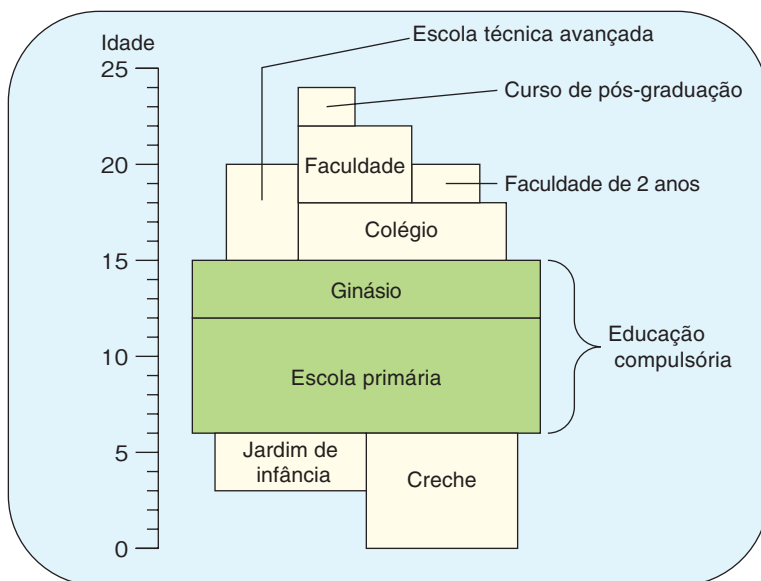 Idade
Escola técnica avançada
25
Curso de pós-graduação
20
Faculdade
Faculdade de 2 anos
Colégio
15
Ginásio
Educação
compulsória
10
Escola primária
5
Jardim de
infância
Creche
0